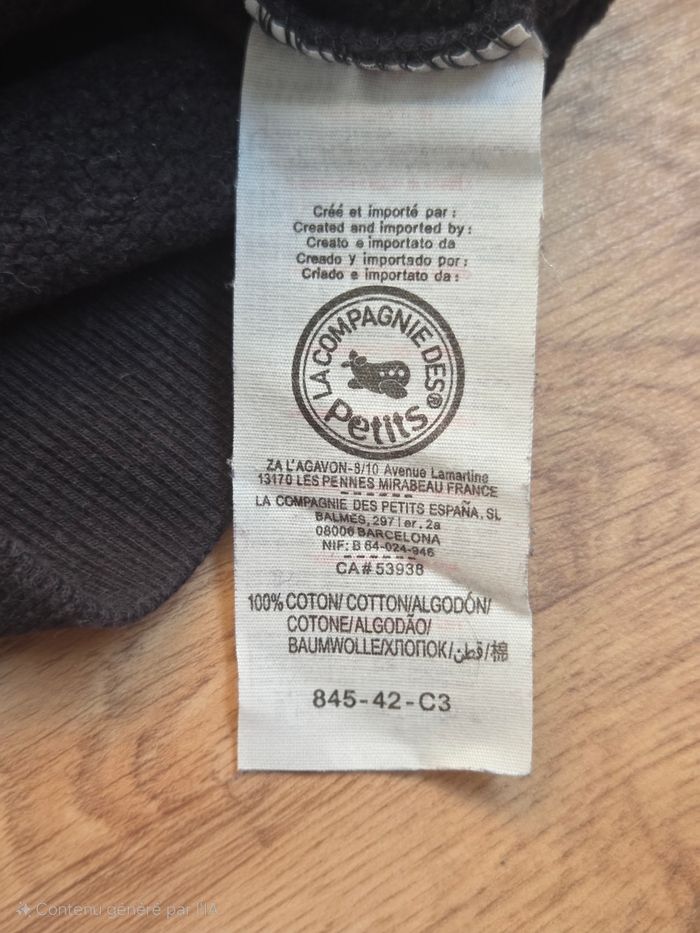 Créé et importé par :
Created and imported by :
Creato e importato da
Creado y importado por :
Criado e importato da :
LA COMPAGNIE DES®
Petits
ZA L'AGAVON-9/10 Avenue Lamartine
13170 LES PENNES MIRABEAU FRANCE
LA COMPAGNIE DES PETITS ESPAÑA, SL
BALMES, 297 1er. 2a
08006 BARCELONA
NIF: B 64-024-946
CA # 53938
100% COTON/ COTTON/ALGODÓN/
COTONE/ALGODÃO/
BAUMWOLLE/ХЛОПОК/قطن/棉
845-42-C3
Contenu généré par l'IA